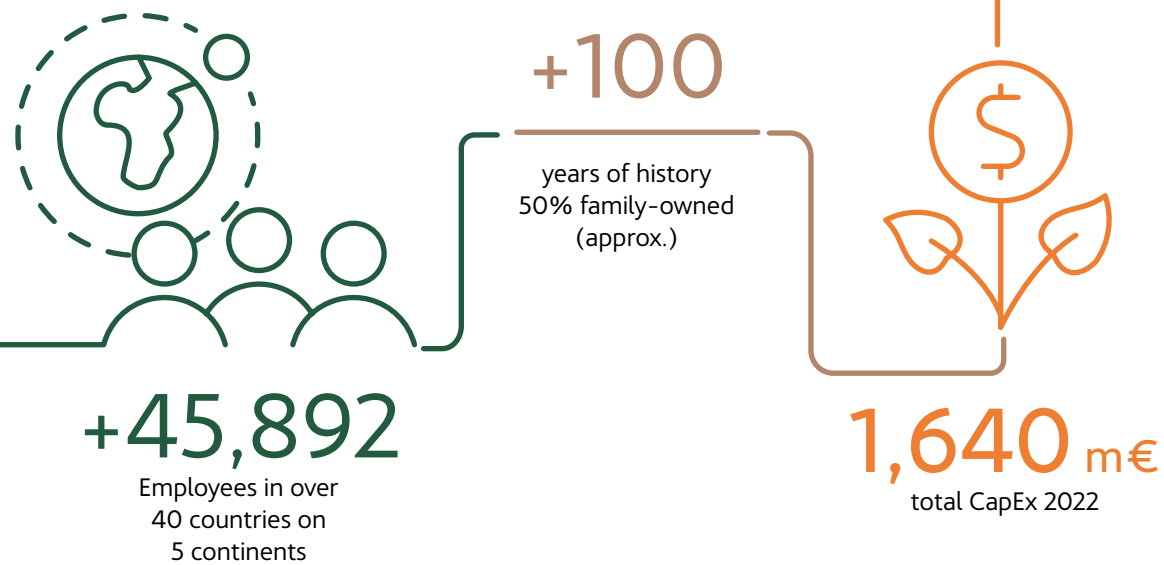 +100
years of history
50% family-owned
(approx.)
$
+45,892
Employees in over
40 countries on
5 continents
1,640 m€
total CapEx 2022